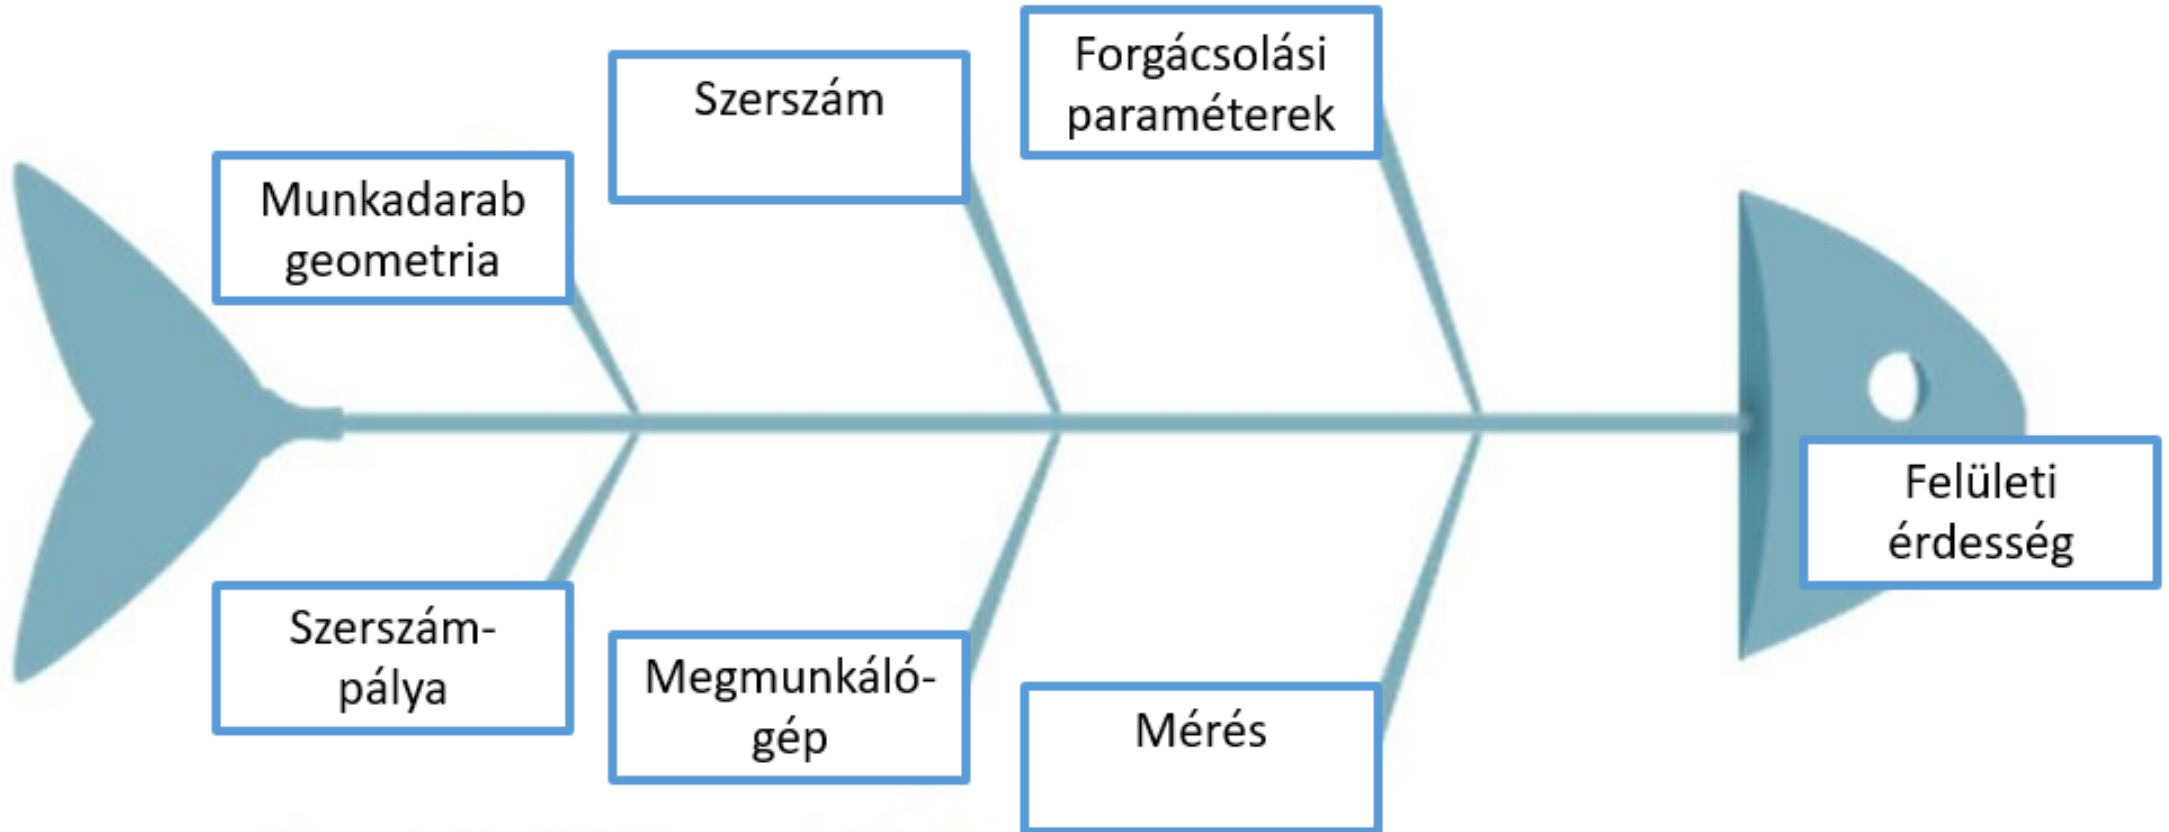 Forgácsolási
paraméterek
Szerszám
Munkadarab
geometria
Felületi
érdesség
Szerszám-
pálya
Megmunkáló-
gép
Mérés